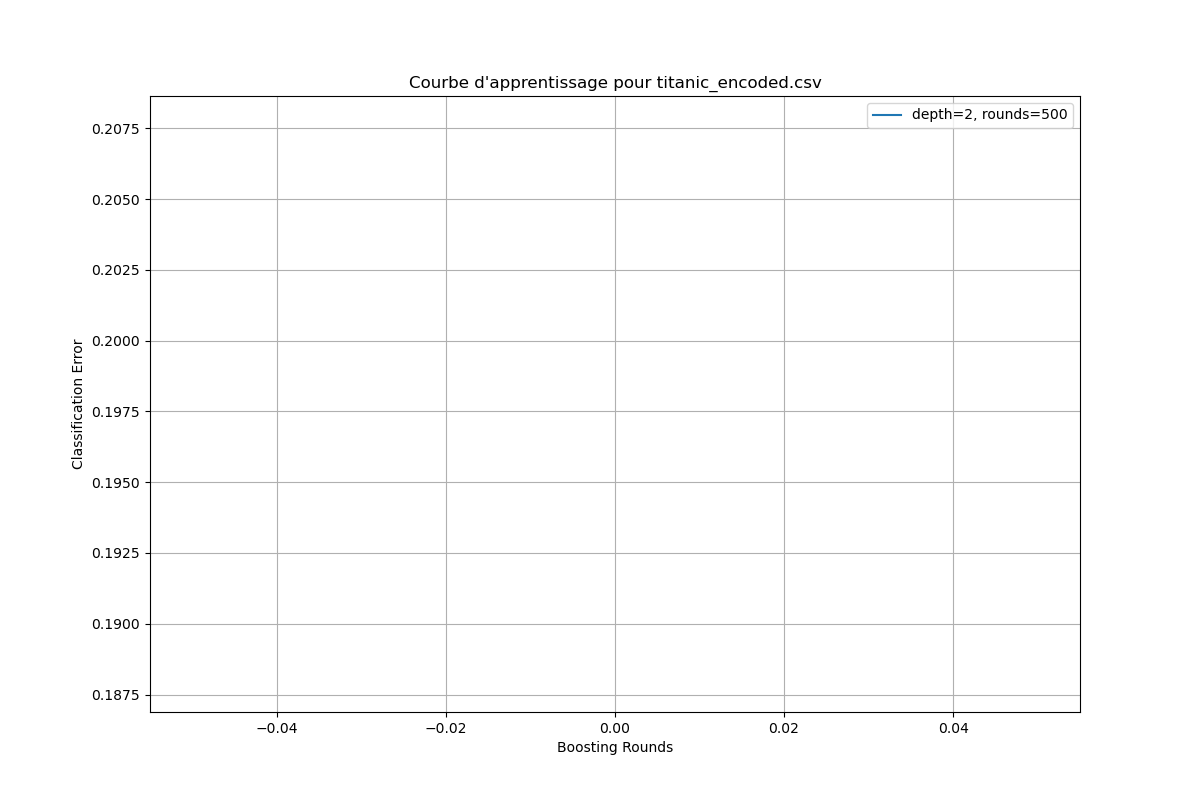 Courbe d'apprentissage pour titanic_encoded.csv
depth=2, rounds=500
0.2075
0.2050
0.2025
0.2000
0.1975
0.1950
0.1925
0.1900
0.1875
Classification Error
−0.04 −0.02 0.00 0.02 0.04
Boosting Rounds